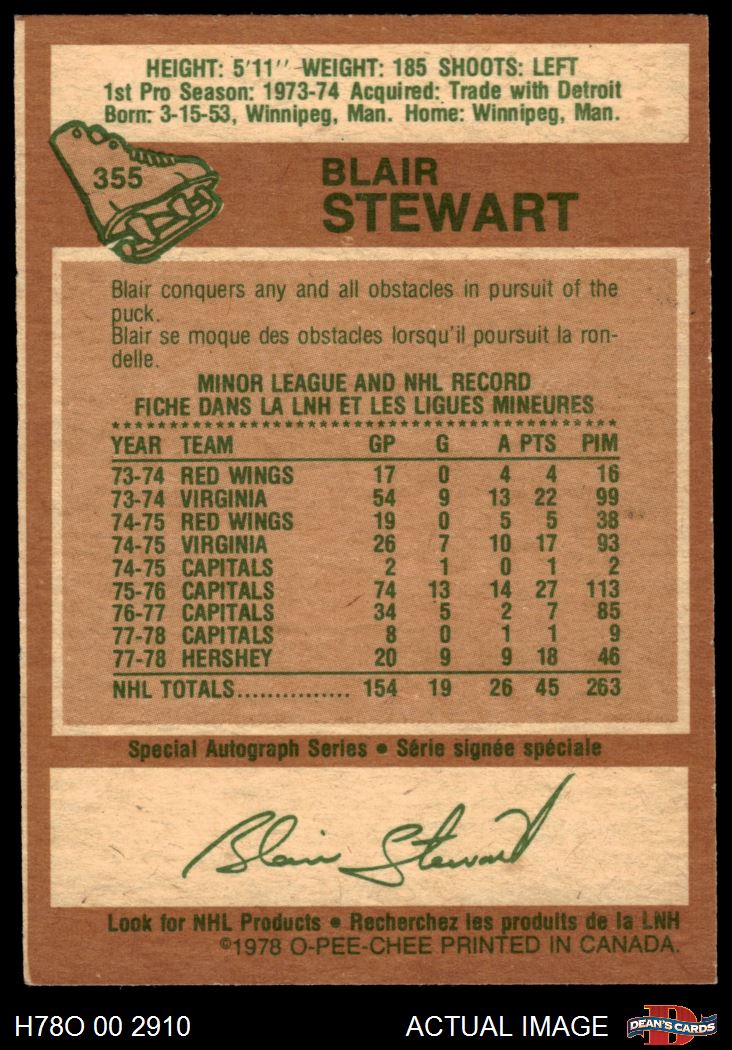 HEIGHT: 5'11" WEIGHT: 185 SHOOTS: LEFT
1st Pro Season: 1973-74 Acquired: Trade with Detroit
Born: 3-15-53, Winnipeg, Man. Home: Winnipeg, Man.
355
BLAIR
STEWART
Blair conquers any and all obstacles in pursuit of the
puck.
Blair se moque des obstacles lorsqu'il poursuit la ron-
delle.
MINOR LEAGUE AND NHL RECORD
FICHE DANS LA LNH ET LES LIGUES MINEURES
YEAR TEAM GP G A PTS PIM
73-74 RED WINGS 17 0 4 4 16
73-74 VIRGINIA 54 9 13 22 99
74-75 RED WINGS 19 0 5 5 38
74-75 VIRGINIA 26 7 10 17 93
74-75 CAPITALS 2 1 0 1 2
75-76 CAPITALS 74 13 14 27 113
76-77 CAPITALS 34 5 2 7 85
77-78 CAPITALS 8 0 1 1 9
77-78 HERSHEY 20 9 9 18 46
NHL TOTALS............... 154 19 26 45 263
Special Autograph Series • Série signée spéciale
Blair Stewart
Look for NHL Products • Recherchez les produits de la LNH
©1978 O-PEE-CHEE PRINTED IN CANADA.
H78O 00 2910 ACTUAL IMAGE D DEAN'S CARDS